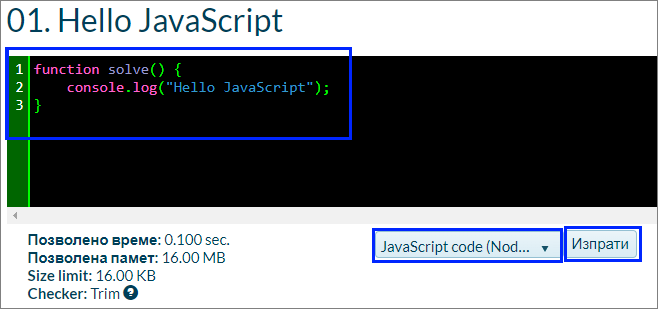 01. Hello JavaScript
1 function solve() {
2     console.log("Hello JavaScript");
3 }
Позволено време: 0.100 sec.
Позволена памет: 16.00 MB
Size limit: 16.00 KB
Checker: Trim ?
JavaScript code (Nod...
Изпрати